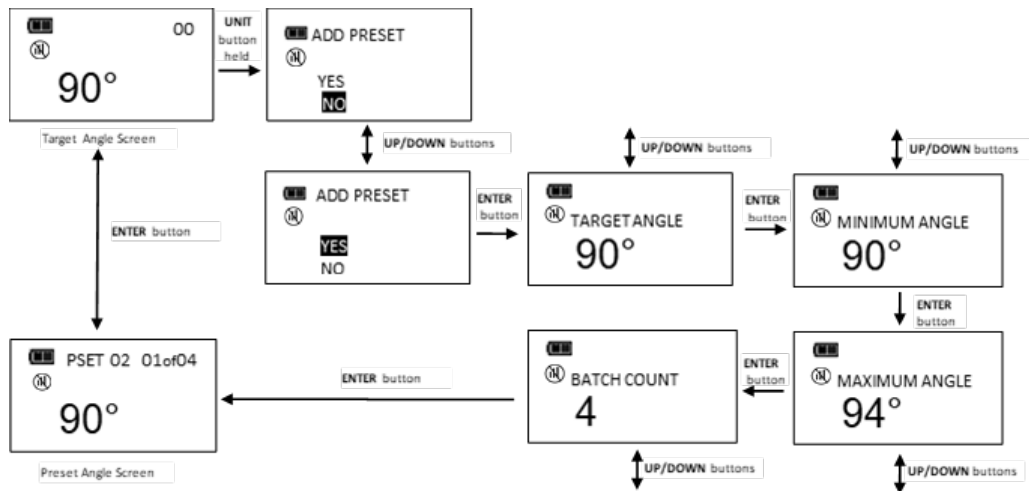 00
90°
Target Angle Screen
UNIT
button
held
ADD PRESET
YES
NO
UP/DOWN buttons
ADD PRESET
YES
NO
ENTER
button
UP/DOWN buttons
TARGET ANGLE
90°
ENTER
button
UP/DOWN buttons
MINIMUM ANGLE
90°
ENTER
button
MAXIMUM ANGLE
94°
UP/DOWN buttons
ENTER
button
BATCH COUNT
4
UP/DOWN buttons
ENTER button
PSET 02 01of04
90°
Preset Angle Screen
ENTER button